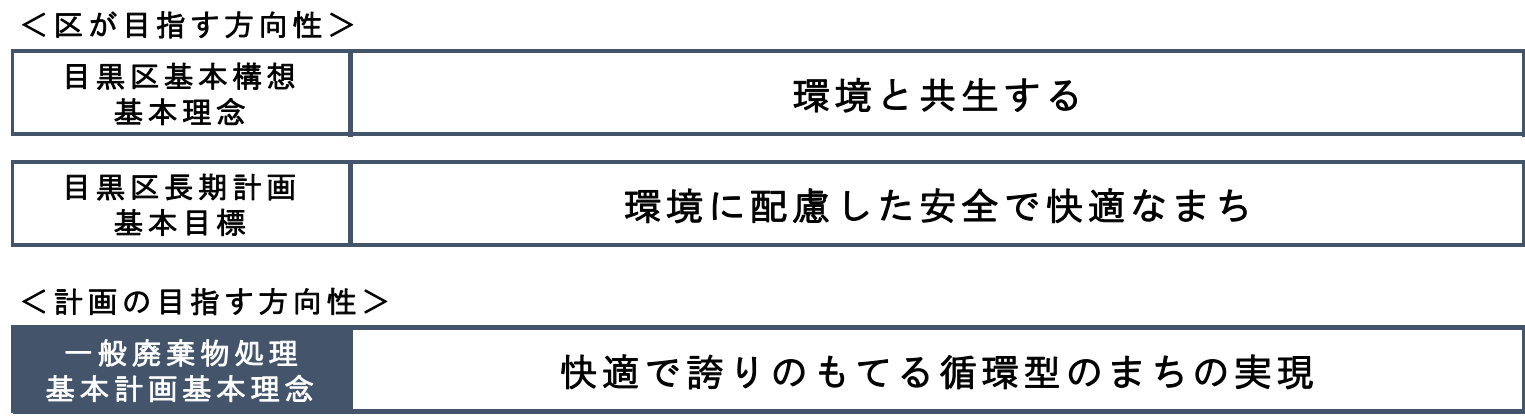 ＜区が目指す方向性＞
目黒区基本構想
基本理念
環境と共生する
目黒区長期計画
基本目標
環境に配慮した安全で快適なまち
＜計画の目指す方向性＞
一般廃棄物処理
基本計画基本理念
快適で誇りのもてる循環型のまちの実現